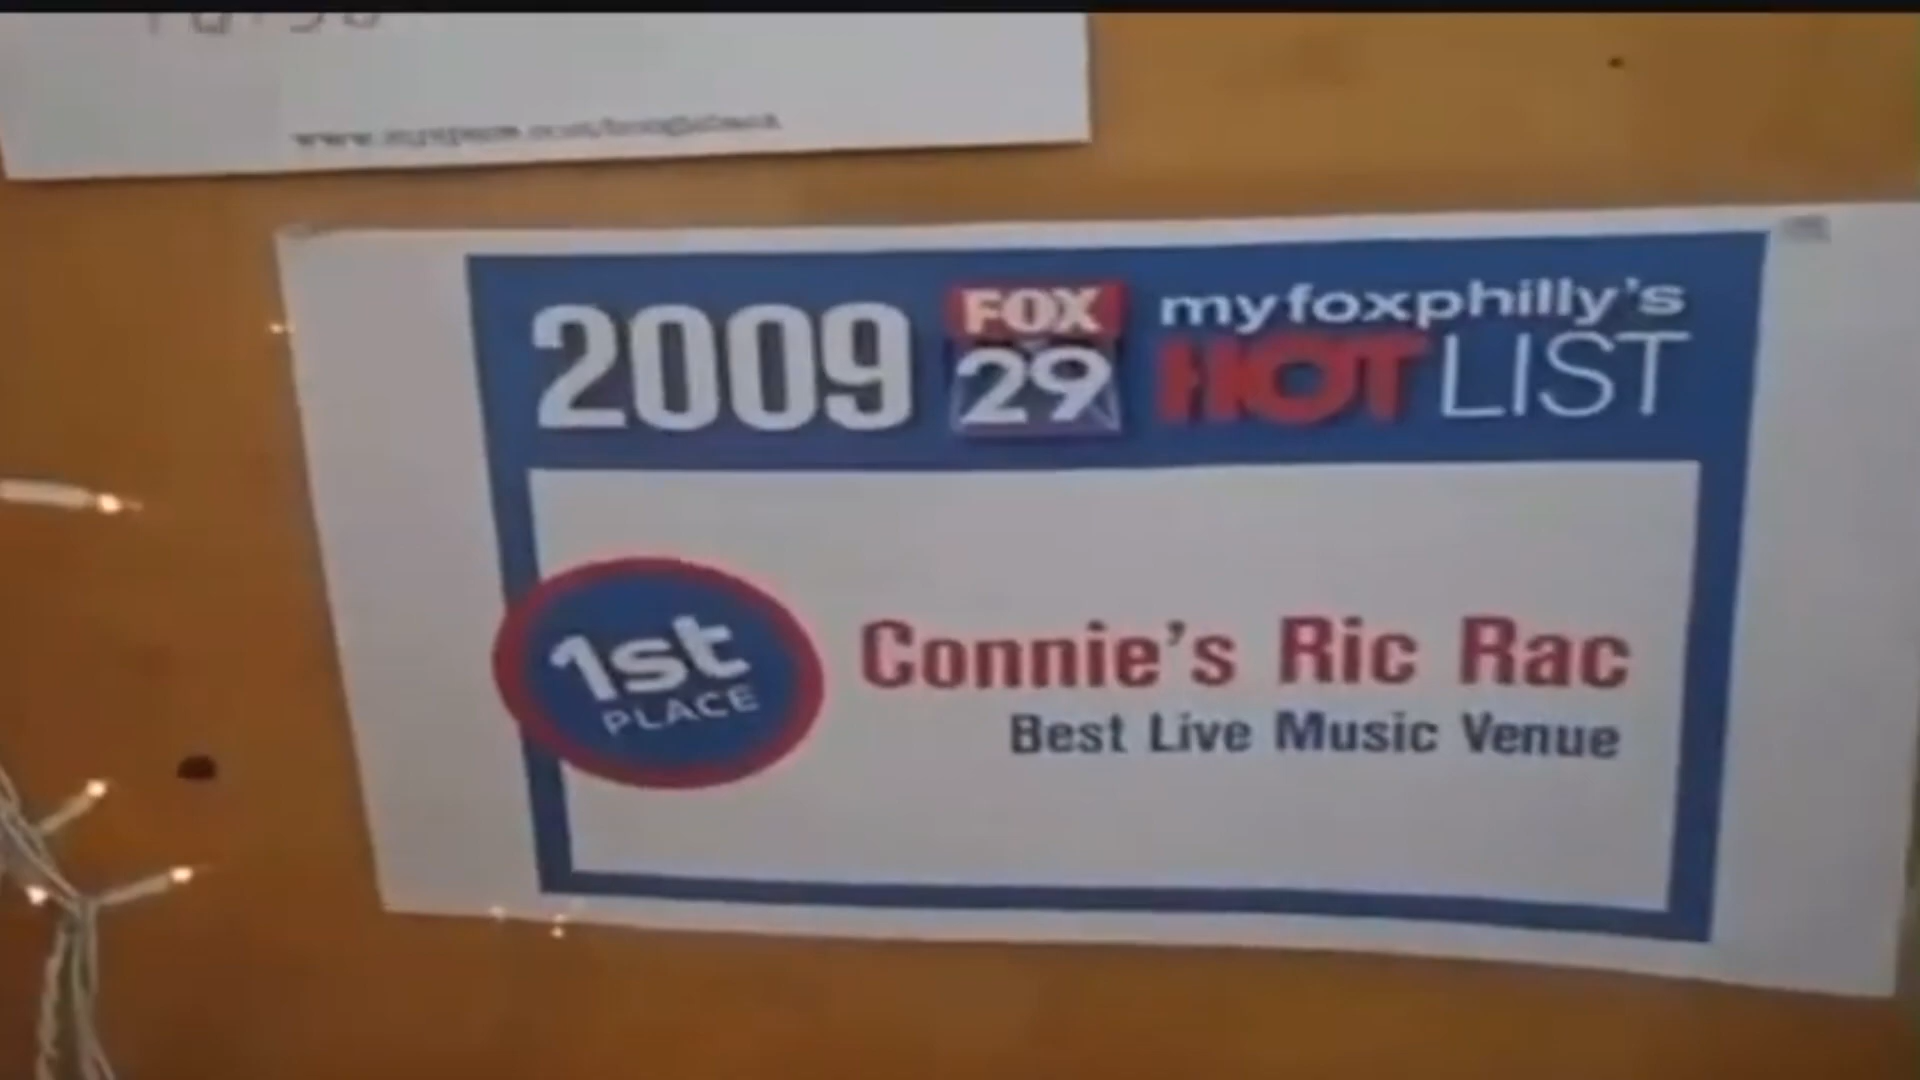 2009 FOX 29 myfoxphilly's HOT LIST
1st PLACE
Connie's Ric Rac
Best Live Music Venue